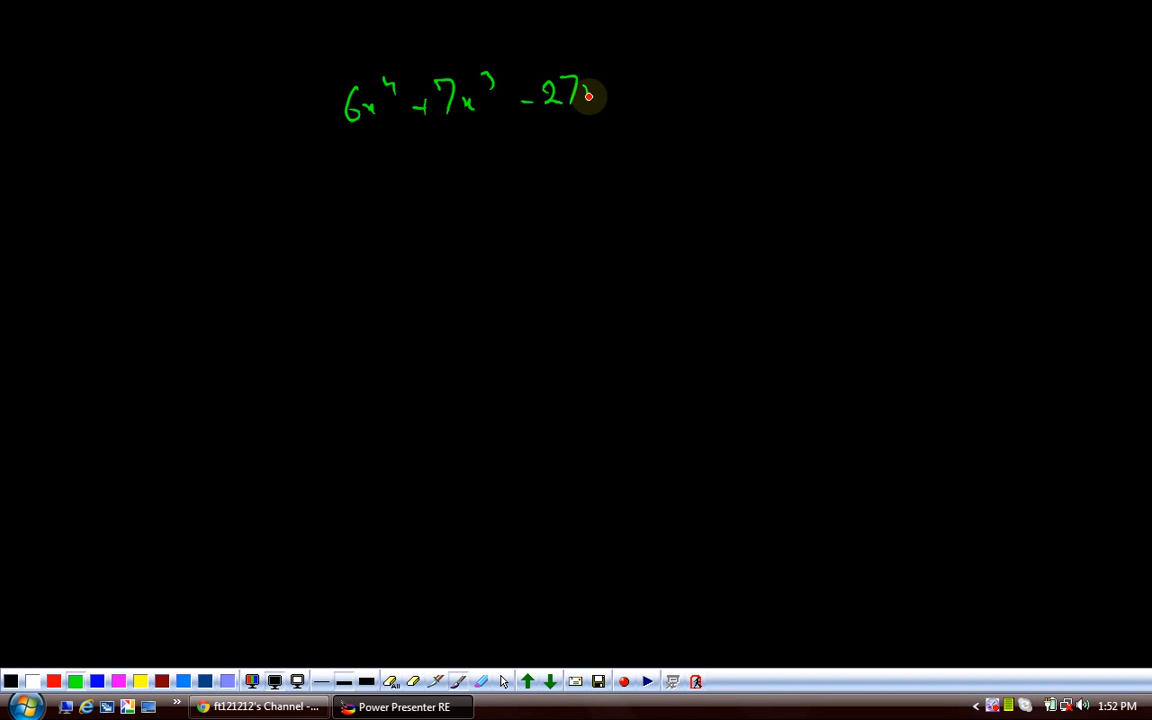 6x⁴ + 7x³ - 27
ft121212's Channel -...
Power Presenter RE
1:52 PM